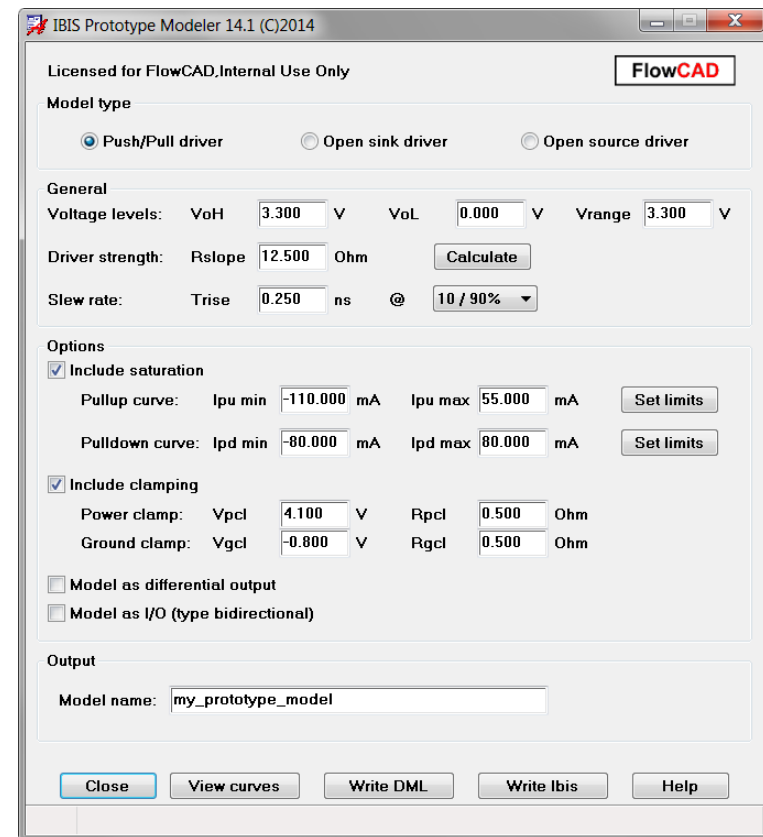 IBIS Prototype Modeler 14.1 (C)2014
Licensed for FlowCAD,Internal Use Only
FlowCAD
Model type
Push/Pull driver Open sink driver Open source driver
General
Voltage levels: VoH 3.300 V VoL 0.000 V Vrange 3.300 V
Driver strength: Rslope 12.500 Ohm Calculate
Slew rate: Trise 0.250 ns @ 10 / 90%
Options
Include saturation
Pullup curve: Ipu min -110.000 mA Ipu max 55.000 mA Set limits
Pulldown curve: Ipd min -80.000 mA Ipd max 80.000 mA Set limits
Include clamping
Power clamp: Vpcl 4.100 V Rpcl 0.500 Ohm
Ground clamp: Vgcl -0.800 V Rgcl 0.500 Ohm
Model as differential output
Model as I/O (type bidirectional)
Output
Model name: my_prototype_model
Close View curves Write DML Write Ibis Help